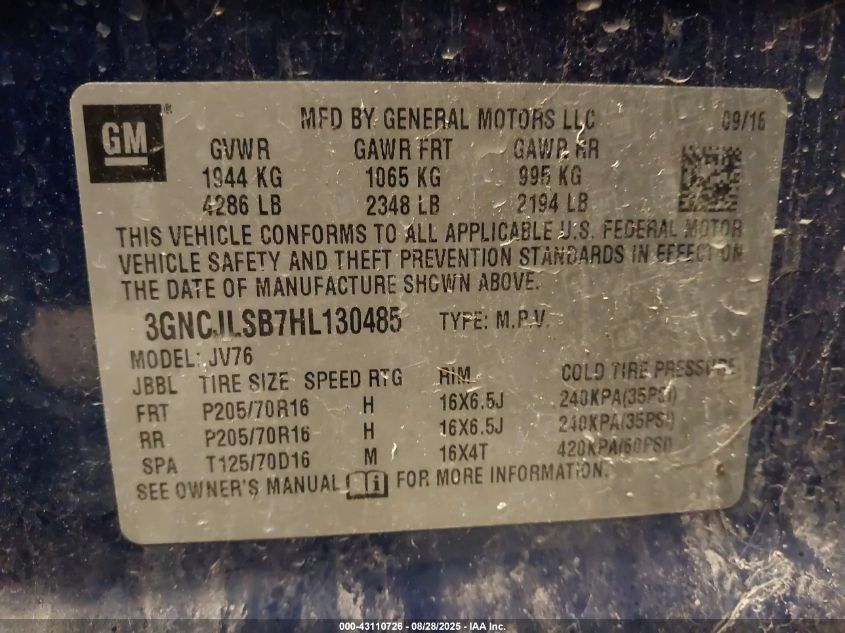 GM®
MFD BY GENERAL MOTORS LLC 09/16
GVWR GAWR FRT GAWR RR
1944 KG 1065 KG 995 KG
4286 LB 2348 LB 2194 LB
THIS VEHICLE CONFORMS TO ALL APPLICABLE U.S. FEDERAL MOTOR
VEHICLE SAFETY AND THEFT PREVENTION STANDARDS IN EFFECT ON
THE DATE OF MANUFACTURE SHOWN ABOVE.
3GNCJLSB7HL130485 TYPE: M.P.V.
MODEL: JV76
JBBL TIRE SIZE SPEED RTG RIM COLD TIRE PRESSURE
FRT P205/70R16 H 16X6.5J 240KPA(35PSI)
RR P205/70R16 H 16X6.5J 240KPA(35PSI)
SPA T125/70D16 M 16X4T 420KPA(60PSI)
SEE OWNER'S MANUAL i FOR MORE INFORMATION.
000-43110726 - 08/28/2025 - IAA Inc.